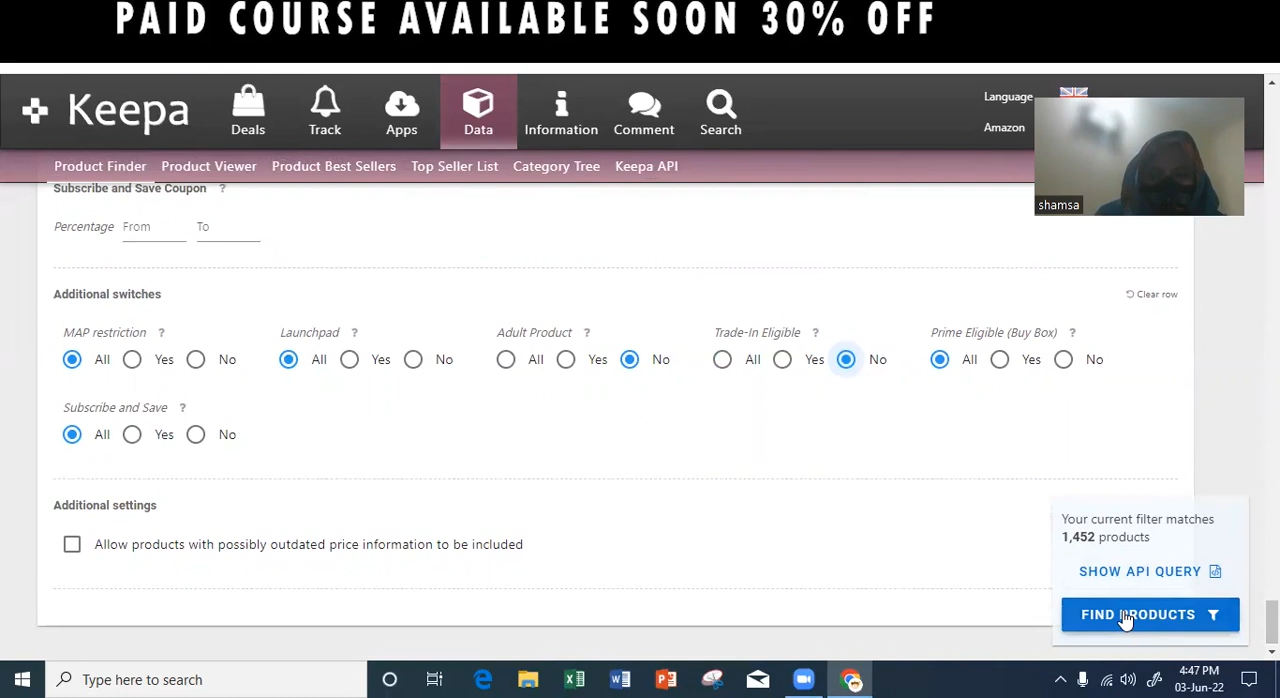 PAID COURSE AVAILABLE SOON 30% OFF
Keepa
Deals
Track
Apps
Data
Information
Comment
Search
Language
Amazon
Product Finder
Product Viewer
Product Best Sellers
Top Seller List
Category Tree
Keepa API
shamsa
Subscribe and Save Coupon ?
Percentage From To
Additional switches
Clear row
MAP restriction ?
All Yes No
Launchpad ?
All Yes No
Adult Product ?
All Yes No
Trade-In Eligible ?
All Yes No
Prime Eligible (Buy Box) ?
All Yes No
Subscribe and Save ?
All Yes No
Additional settings
Allow products with possibly outdated price information to be included
Your current filter matches
1,452 products
SHOW API QUERY
FIND PRODUCTS
Type here to search
4:47 PM
03-Jun-22